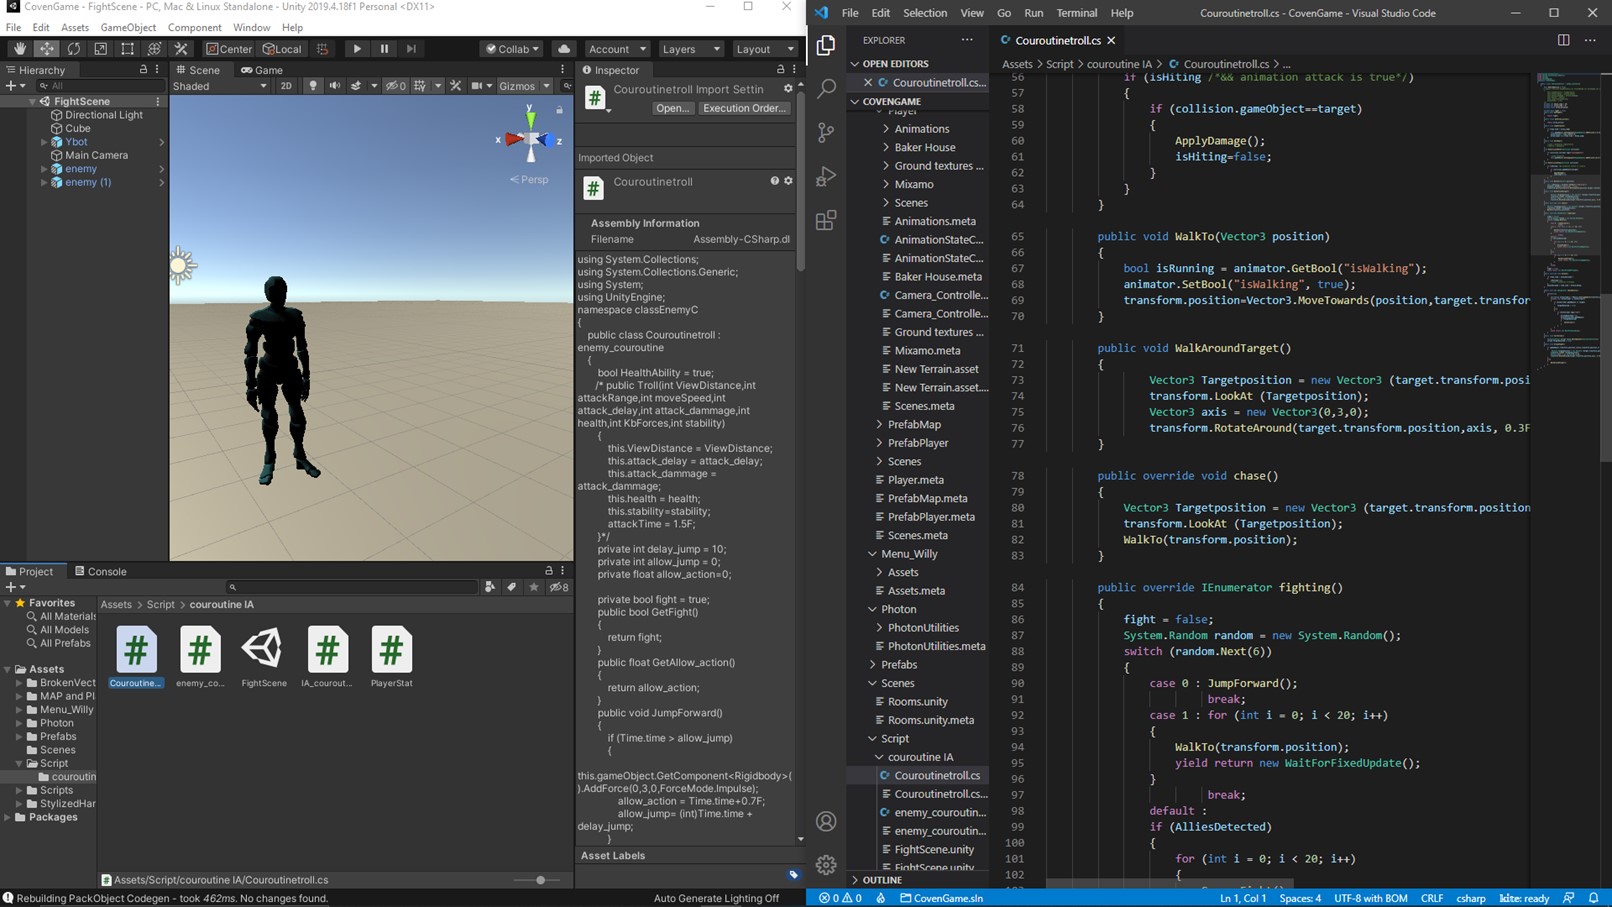 CovenGame - FightScene - PC, Mac & Linux Standalone - Unity 2019.4.18f1 Personal <DX11>
File Edit Assets GameObject Component Window Help
Center Local Collab Account Layers Layout
Hierarchy
All
FightScene
Directional Light
Cube
Ybot
Main Camera
enemy
enemy (1)
Scene Game
Shaded 2D 0 Gizmos
y
x z
Persp
Inspector
Couroutinetroll Import Settin
Open... Execution Order...
Imported Object
Couroutinetroll
Assembly Information
Filename Assembly-CSharp.dl
using System.Collections;
using System.Collections.Generic;
using System;
using UnityEngine;
namespace classEnemyC
{
public class Couroutinetroll :
enemy_couroutine
{
bool HealthAbility = true;
/* public Troll(int ViewDistance,int
attackRange,int moveSpeed,int
attack_delay,int attack_dammage,int
health,int KbForces,int stability)
{
this.ViewDistance = ViewDistance;
this.attack_delay = attack_delay;
this.attack_dammage =
attack_dammage;
this.health = health;
this.stability=stability;
attackTime = 1.5F;
}*/
private int delay_jump = 10;
private int allow_jump = 0;
private float allow_action=0;
private bool fight = true;
public bool GetFight()
{
return fight;
}
public float GetAllow_action()
{
return allow_action;
}
public void JumpForward()
{
if (Time.time > allow_jump)
{
this.gameObject.GetComponent<Rigidbody>(
).AddForce(0,3,0,ForceMode.Impulse);
allow_action = Time.time+0.7F;
allow_jump= (int)Time.time +
delay_jump;
}
Asset Labels
Project Console
8
Favorites
All Materials
All Models
All Prefabs
Assets
BrokenVect
MAP and Pl
Menu_Willy
Photon
Prefabs
Scenes
Script
couroutin
Scripts
StylizedHar
Packages
Assets > Script > couroutine IA
Couroutine...
enemy_co...
FightScene
IA_courout...
PlayerStat
Assets/Script/couroutine IA/Couroutinetroll.cs
Rebuilding PackObject Codegen - took 462ms. No changes found. Auto Generate Lighting Off
File Edit Selection View Go Run Terminal Help Couroutinetroll.cs - CovenGame - Visual Studio Code
EXPLORER
OPEN EDITORS
Couroutinetroll.cs...
COVENGAME
Player
Animations
Baker House
Ground textures ...
Mixamo
Scenes
Animations.meta
AnimationStateC...
AnimationStateC...
Baker House.meta
Camera_Controlle...
Camera_Controlle...
Ground textures ...
Mixamo.meta
New Terrain.asset
New Terrain.asset....
Scenes.meta
PrefabMap
PrefabPlayer
Scenes
Player.meta
PrefabMap.meta
PrefabPlayer.meta
Scenes.meta
Menu_Willy
Assets
Assets.meta
Photon
PhotonUtilities
PhotonUtilities.meta
Prefabs
Scenes
Rooms.unity
Rooms.unity.meta
Script
couroutine IA
Couroutinetroll.cs
Couroutinetroll.cs...
enemy_couroutin...
enemy_couroutin...
FightScene.unity
FightScene.unity...
OUTLINE
Couroutinetroll.cs
Assets > Script > couroutine IA > Couroutinetroll.cs > ...
56 if (isHiting /*&& animation attack is true*/)
57 {
58 if (collision.gameObject==target)
59 {
60 ApplyDamage();
61 isHiting=false;
62 }
63 }
64 }
65 public void WalkTo(Vector3 position)
66 {
67 bool isRunning = animator.GetBool("isWalking");
68 animator.SetBool("isWalking", true);
69 transform.position=Vector3.MoveTowards(position,target.transfor
70 }
71 public void WalkAroundTarget()
72 {
73 Vector3 Targetposition = new Vector3 (target.transform.posi
74 transform.LookAt (Targetposition);
75 Vector3 axis = new Vector3(0,3,0);
76 transform.RotateAround(target.transform.position,axis, 0.3F
77 }
78 public override void chase()
79 {
80 Vector3 Targetposition = new Vector3 (target.transform.position
81 transform.LookAt (Targetposition);
82 WalkTo(transform.position);
83 }
84 public override IEnumerator fighting()
85 {
86 fight = false;
87 System.Random random = new System.Random();
88 switch (random.Next(6))
89 {
90 case 0 : JumpForward();
91 break;
92 case 1 : for (int i = 0; i < 20; i++)
93 {
94 WalkTo(transform.position);
95 yield return new WaitForFixedUpdate();
96 }
97 break;
98 default :
99 if (AlliesDetected)
100 {
101 for (int i = 0; i < 20; i++)
102 {
0 0 CovenGame.sln Ln 1, Col 1 Spaces: 4 UTF-8 with BOM CRLF csharp kite: ready